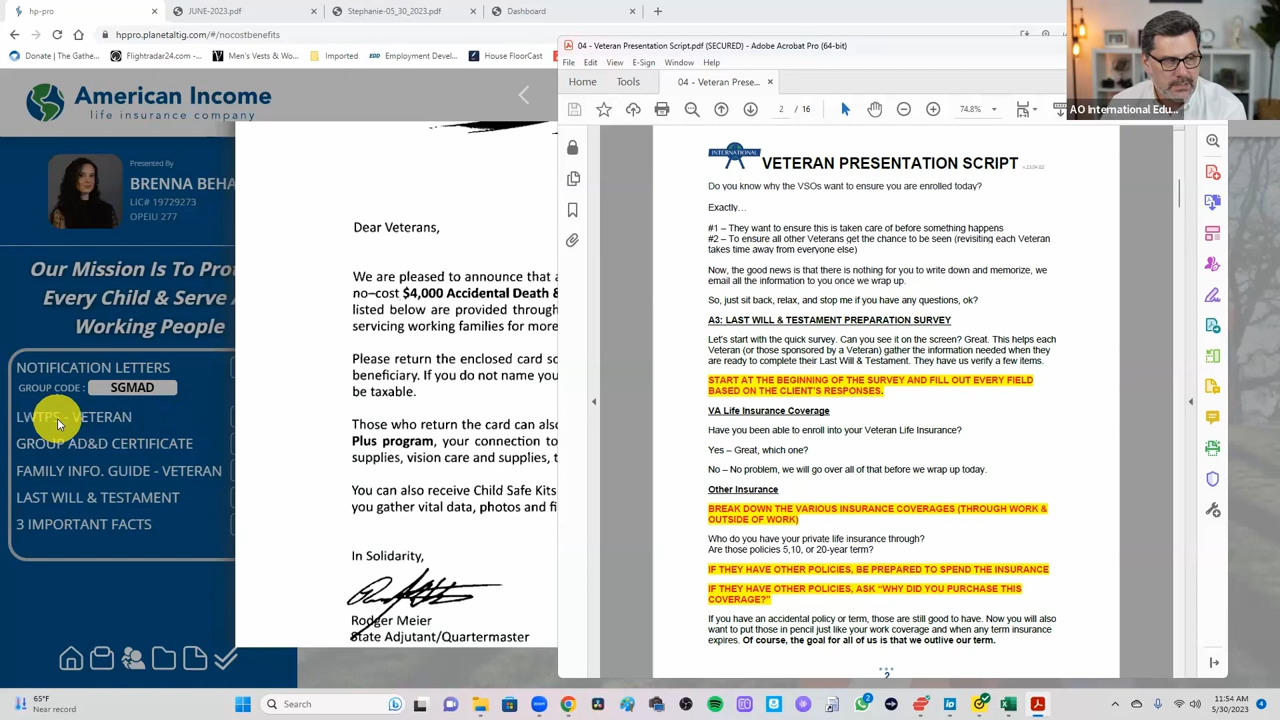 hp-pro
JUNE-2023.pdf
Stephanie-05_30_2023.pdf
Dashboard
hppro.planetaltig.com/#/nocostbenefits
Donate | The Gathe...
Flightradar24.com -...
Men's Vests & Wo...
Imported
EDD Employment Devel...
House FloorCast
American Income
life insurance company
Presented By
BRENNA BEHA
LIC# 19729273
OPEIU 277
Our Mission Is To Pro
Every Child & Serve
Working People
NOTIFICATION LETTERS
GROUP CODE : SGMAD
LWTPS - VETERAN
GROUP AD&D CERTIFICATE
FAMILY INFO. GUIDE - VETERAN
LAST WILL & TESTAMENT
3 IMPORTANT FACTS
Dear Veterans,
We are pleased to announce that a
no–cost $4,000 Accidental Death &
listed below are provided through
servicing working families for more
Please return the enclosed card so
beneficiary. If you do not name you
be taxable.
Those who return the card can also
Plus program, your connection to
supplies, vision care and supplies, t
You can also receive Child Safe Kits
you gather vital data, photos and fi
In Solidarity,
Rodger Meier
State Adjutant/Quartermaster
04 - Veteran Presentation Script.pdf (SECURED) - Adobe Acrobat Pro (64-bit)
File Edit View E-Sign Window Help
Home Tools 04 - Veteran Prese...
2 / 16
74.8%
AO International Edu...
INTERNATIONAL
VETERAN PRESENTATION SCRIPT
Do you know why the VSOs want to ensure you are enrolled today?
Exactly…
#1 – They want to ensure this is taken care of before something happens
#2 – To ensure all other Veterans get the chance to be seen (revisiting each Veteran
takes time away from everyone else)
Now, the good news is that there is nothing for you to write down and memorize, we
email all the information to you once we wrap up.
So, just sit back, relax, and stop me if you have any questions, ok?
A3: LAST WILL & TESTAMENT PREPARATION SURVEY
Let's start with the quick survey. Can you see it on the screen? Great. This helps each
Veteran (or those sponsored by a Veteran) gather the information needed when they
are ready to complete their Last Will & Testament. They have us verify a few items.
START AT THE BEGINNING OF THE SURVEY AND FILL OUT EVERY FIELD
BASED ON THE CLIENT'S RESPONSES.
VA Life Insurance Coverage
Have you been able to enroll into your Veteran Life Insurance?
Yes – Great, which one?
No – No problem, we will go over all of that before we wrap up today.
Other Insurance
BREAK DOWN THE VARIOUS INSURANCE COVERAGES (THROUGH WORK &
OUTSIDE OF WORK)
Who do you have your private life insurance through?
Are those policies 5,10, or 20-year term?
IF THEY HAVE OTHER POLICIES, BE PREPARED TO SPEND THE INSURANCE
IF THEY HAVE OTHER POLICIES, ASK “WHY DID YOU PURCHASE THIS
COVERAGE?”
If you have an accidental policy or term, those are still good to have. Now you will also
want to put those in pencil just like your work coverage and when any term insurance
expires. Of course, the goal for all of us is that we outlive our term.
2
65°F
Near record
Search
11:54 AM
5/30/2023